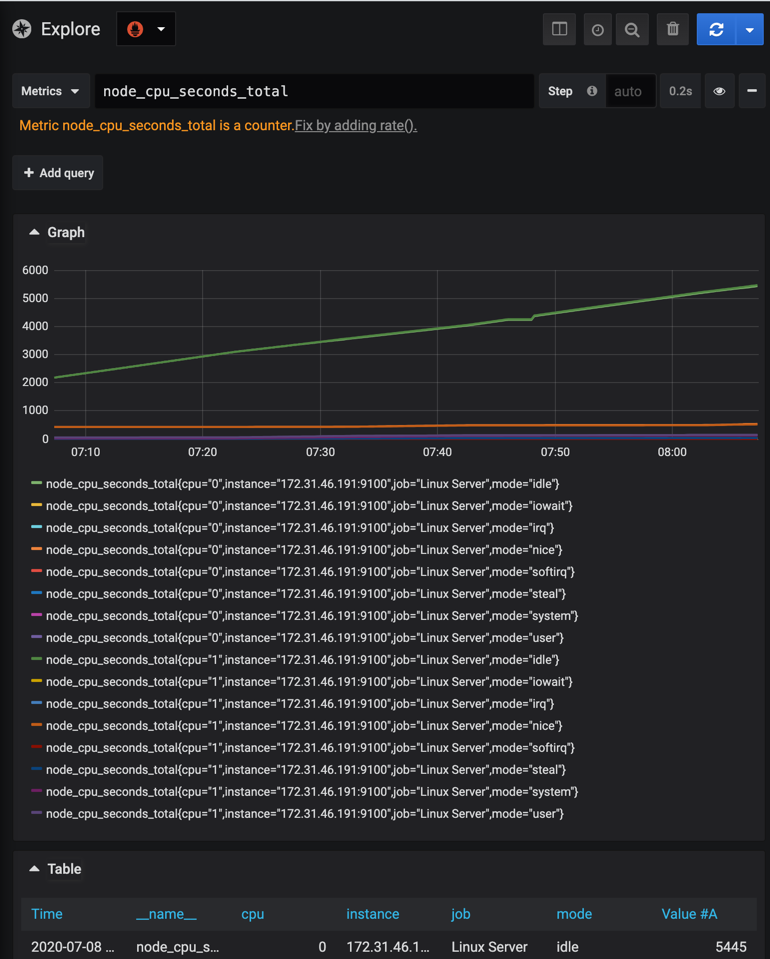 Explore
Metrics node_cpu_seconds_total Step auto 0.2s
Metric node_cpu_seconds_total is a counter.Fix by adding rate().
+ Add query
Graph
6000
5000
4000
3000
2000
1000
0
07:10 07:20 07:30 07:40 07:50 08:00
node_cpu_seconds_total{cpu="0",instance="172.31.46.191:9100",job="Linux Server",mode="idle"}
node_cpu_seconds_total{cpu="0",instance="172.31.46.191:9100",job="Linux Server",mode="iowait"}
node_cpu_seconds_total{cpu="0",instance="172.31.46.191:9100",job="Linux Server",mode="irq"}
node_cpu_seconds_total{cpu="0",instance="172.31.46.191:9100",job="Linux Server",mode="nice"}
node_cpu_seconds_total{cpu="0",instance="172.31.46.191:9100",job="Linux Server",mode="softirq"}
node_cpu_seconds_total{cpu="0",instance="172.31.46.191:9100",job="Linux Server",mode="steal"}
node_cpu_seconds_total{cpu="0",instance="172.31.46.191:9100",job="Linux Server",mode="system"}
node_cpu_seconds_total{cpu="0",instance="172.31.46.191:9100",job="Linux Server",mode="user"}
node_cpu_seconds_total{cpu="1",instance="172.31.46.191:9100",job="Linux Server",mode="idle"}
node_cpu_seconds_total{cpu="1",instance="172.31.46.191:9100",job="Linux Server",mode="iowait"}
node_cpu_seconds_total{cpu="1",instance="172.31.46.191:9100",job="Linux Server",mode="irq"}
node_cpu_seconds_total{cpu="1",instance="172.31.46.191:9100",job="Linux Server",mode="nice"}
node_cpu_seconds_total{cpu="1",instance="172.31.46.191:9100",job="Linux Server",mode="softirq"}
node_cpu_seconds_total{cpu="1",instance="172.31.46.191:9100",job="Linux Server",mode="steal"}
node_cpu_seconds_total{cpu="1",instance="172.31.46.191:9100",job="Linux Server",mode="system"}
node_cpu_seconds_total{cpu="1",instance="172.31.46.191:9100",job="Linux Server",mode="user"}
Table
Time __name__ cpu instance job mode Value #A
2020-07-08 ... node_cpu_s... 0 172.31.46.1... Linux Server idle 5445